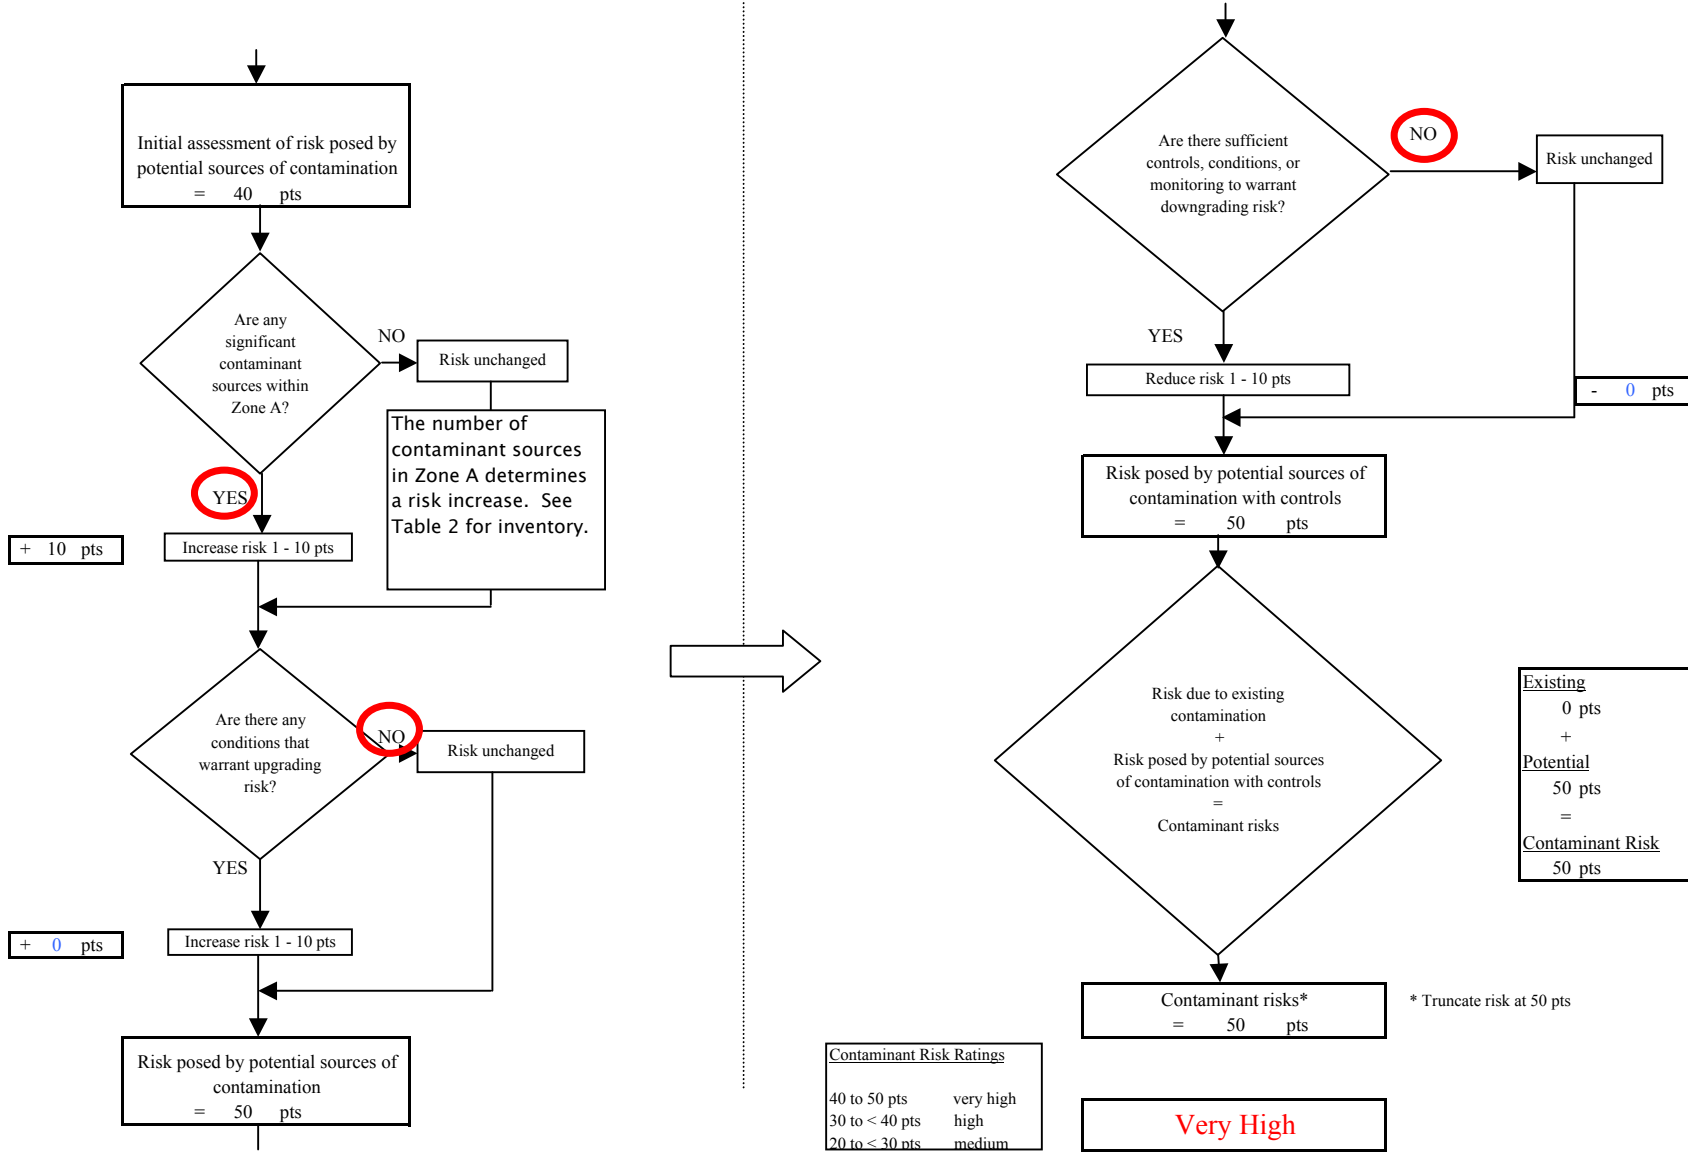 Initial assessment of risk posed by
potential sources of contamination
= 40 pts
Are any
significant
contaminant
sources within
Zone A?
NO
Risk unchanged
The number of
contaminant sources
in Zone A determines
a risk increase. See
Table 2 for inventory.
YES
+ 10 pts
Increase risk 1 - 10 pts
Are there any
conditions that
warrant upgrading
risk?
NO
Risk unchanged
YES
+ 0 pts
Increase risk 1 - 10 pts
Risk posed by potential sources of
contamination
= 50 pts
Are there sufficient
controls, conditions, or
monitoring to warrant
downgrading risk?
NO
Risk unchanged
YES
Reduce risk 1 - 10 pts
- 0 pts
Risk posed by potential sources of
contamination with controls
= 50 pts
Risk due to existing
contamination
+
Risk posed by potential sources
of contamination with controls
=
Contaminant risks
Existing
0 pts
+
Potential
50 pts
=
Contaminant Risk
50 pts
Contaminant risks*
= 50 pts
* Truncate risk at 50 pts
Contaminant Risk Ratings
40 to 50 pts very high
30 to < 40 pts high
20 to < 30 pts medium
Very High